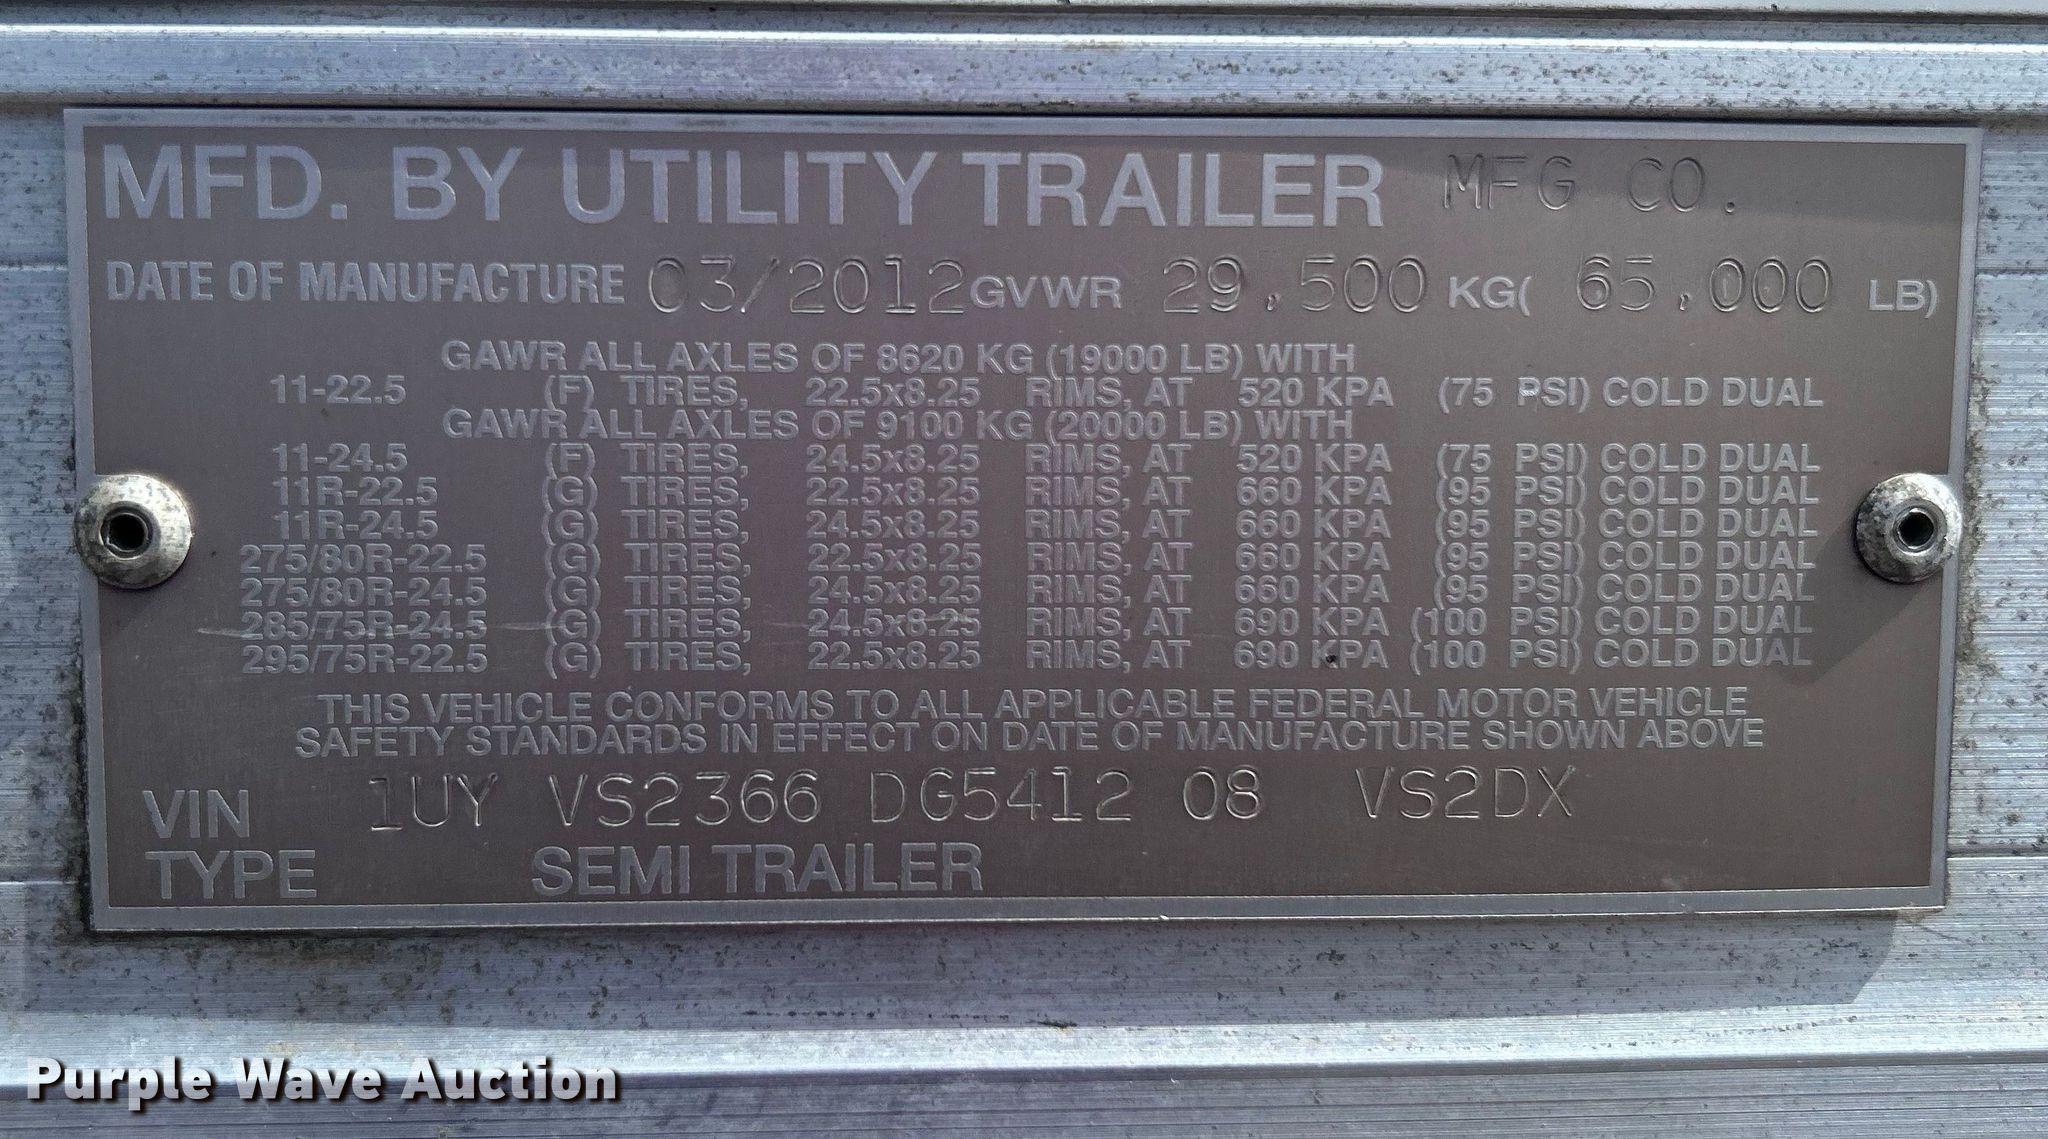 MFD. BY UTILITY TRAILER MFG CO.
DATE OF MANUFACTURE 03/2012 GVWR 29,500 KG( 65,000 LB)
GAWR ALL AXLES OF 8620 KG (19000 LB) WITH
11-22.5 (F) TIRES, 22.5x8.25 RIMS, AT 520 KPA (75 PSI) COLD DUAL
GAWR ALL AXLES OF 9100 KG (20000 LB) WITH
11-24.5 (F) TIRES, 24.5x8.25 RIMS, AT 520 KPA (75 PSI) COLD DUAL
11R-22.5 (G) TIRES, 22.5x8.25 RIMS, AT 660 KPA (95 PSI) COLD DUAL
11R-24.5 (G) TIRES, 24.5x8.25 RIMS, AT 660 KPA (95 PSI) COLD DUAL
275/80R-22.5 (G) TIRES, 22.5x8.25 RIMS, AT 660 KPA (95 PSI) COLD DUAL
275/80R-24.5 (G) TIRES, 24.5x8.25 RIMS, AT 660 KPA (95 PSI) COLD DUAL
285/75R-24.5 (G) TIRES, 24.5x8.25 RIMS, AT 690 KPA (100 PSI) COLD DUAL
295/75R-22.5 (G) TIRES, 22.5x8.25 RIMS, AT 690 KPA (100 PSI) COLD DUAL
THIS VEHICLE CONFORMS TO ALL APPLICABLE FEDERAL MOTOR VEHICLE
SAFETY STANDARDS IN EFFECT ON DATE OF MANUFACTURE SHOWN ABOVE
VIN 1UY VS2366 DG5412 08 VS2DX
TYPE SEMI TRAILER
Purple Wave Auction